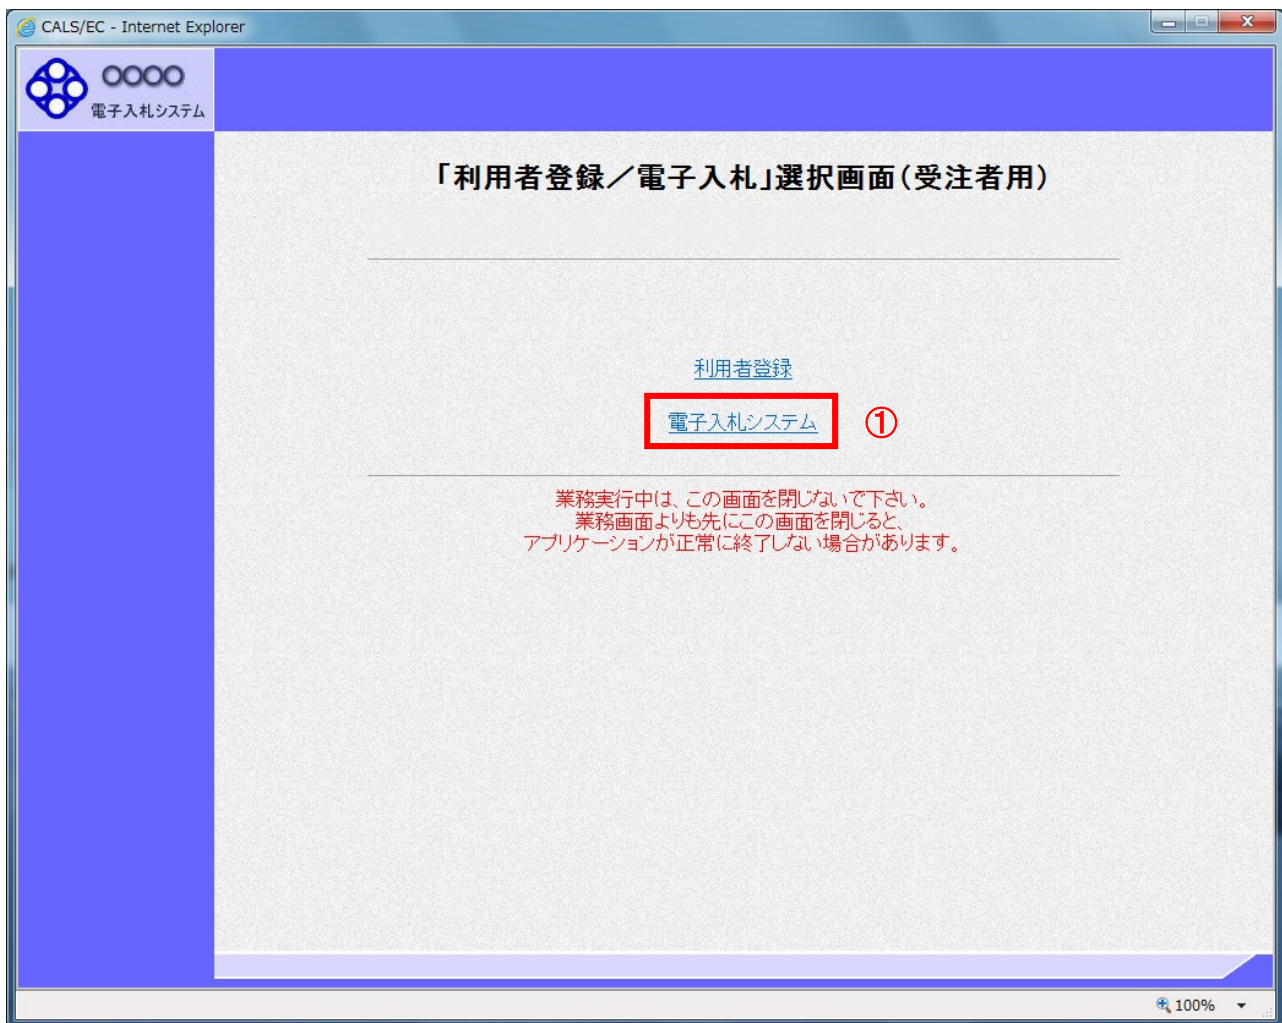 CALS/EC - Internet Explorer
○○○○
電子入札システム
「利用者登録／電子入札」選択画面(受注者用)
利用者登録
電子入札システム ①
業務実行中は、この画面を閉じないで下さい。
業務画面よりも先にこの画面を閉じると、
アプリケーションが正常に終了しない場合があります。
100%